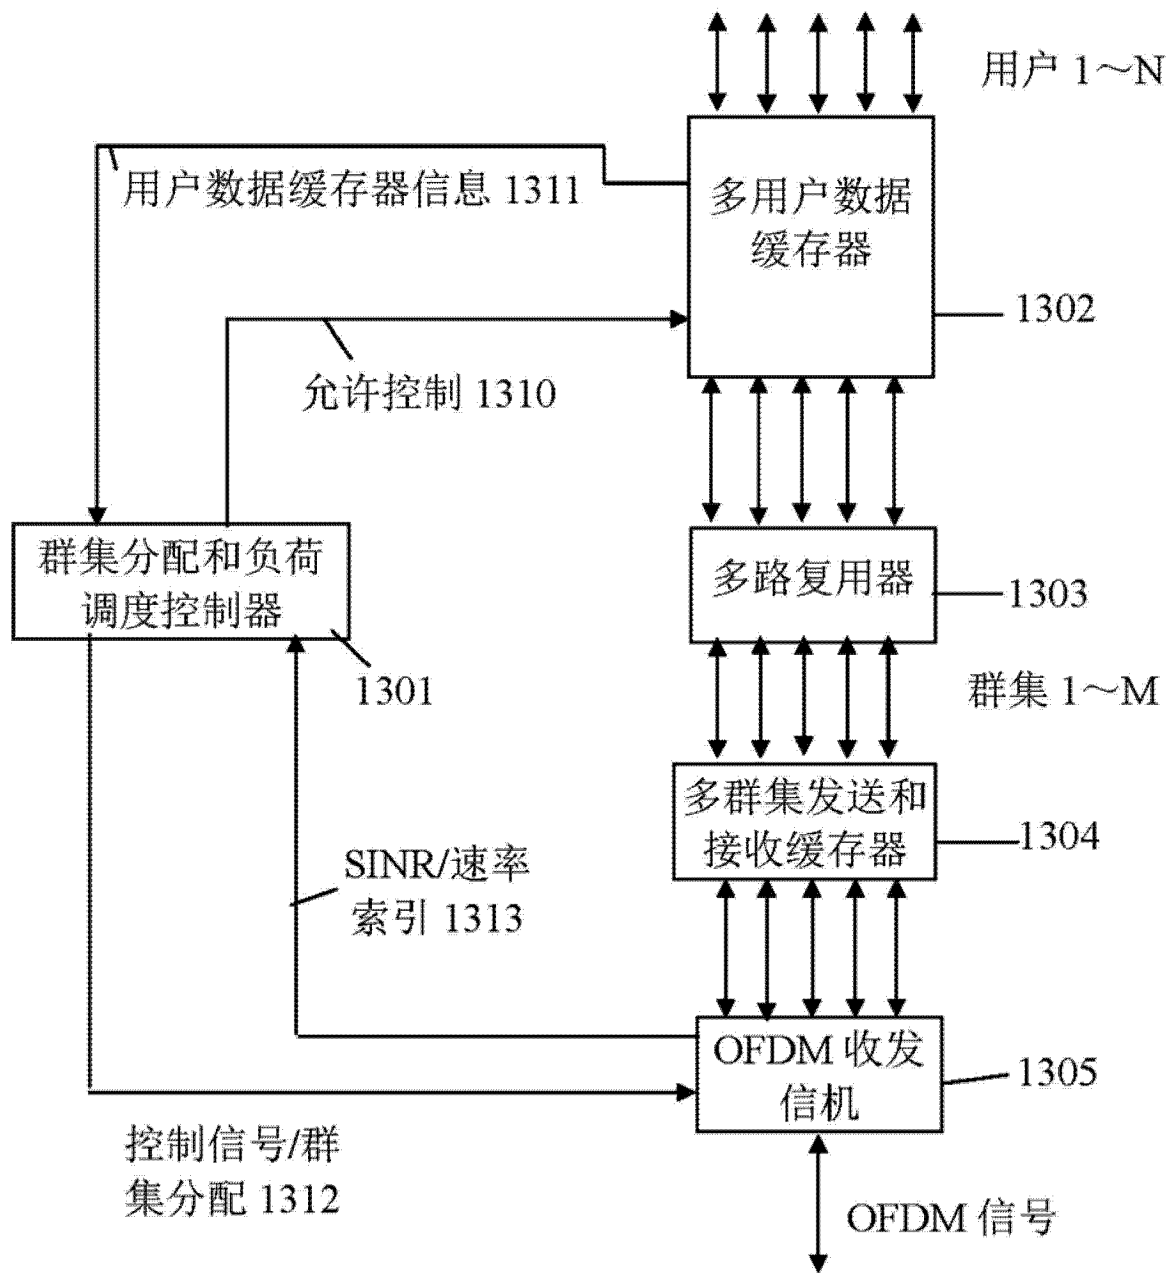 用户 1～N
用户数据缓存器信息 1311
多用户数据
缓存器
1302
允许控制 1310
群集分配和负荷
调度控制器
1301
多路复用器
1303
群集 1～M
多群集发送和
接收缓存器
1304
SINR/速率
索引 1313
OFDM 收发
信机
1305
控制信号/群
集分配 1312
OFDM 信号